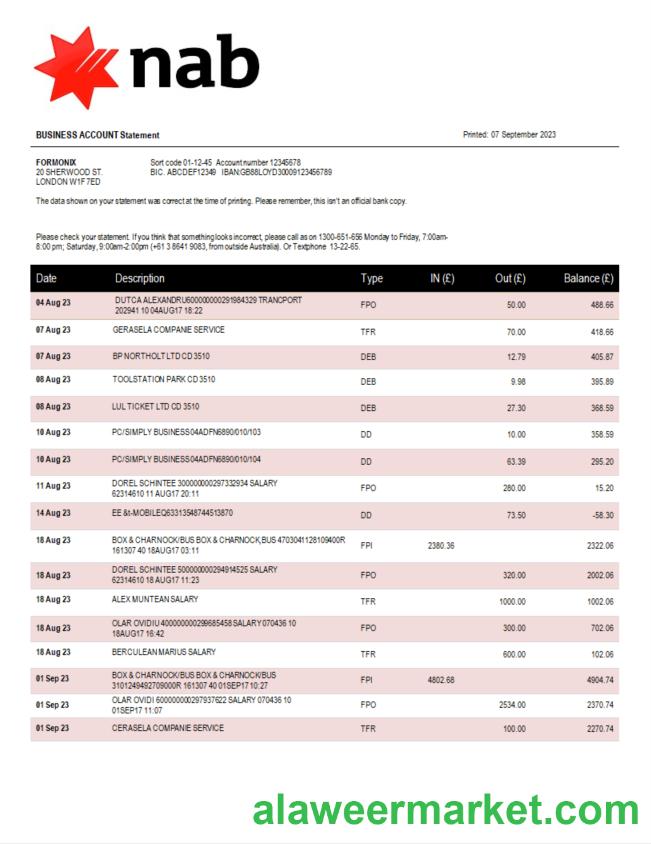 nab
BUSINESS ACCOUNT Statement Printed: 07 September 2023
FORMONIX Sort code 01-12-45 Account number 12345678
20 SHERWOOD ST. BIC. ABCDEF12349 IBAN:GB88LOYD30009123456789
LONDON W1F 7ED
The data shown on your statement was correct at the time of printing. Please remember, this isn't an official bank copy.
Please check your statement. If you think that something looks incorrect, please call as on 1300-651-656 Monday to Friday, 7:00am-
8:00 pm; Saturday, 9:00am-2:00pm (+61 3 8641 9083, from outside Australia). Or Textphone 13-22-65.
Date Description Type IN (£) Out (£) Balance (£)
04 Aug 23 DUTCA ALEXANDRU600000000291984329 TRANCPORT FPO 50.00 488.66
202941 10 04AUG17 18:22
07 Aug 23 GERASELA COMPANIE SERVICE TFR 70.00 418.66
07 Aug 23 BP NORTHOLT LTD CD 3510 DEB 12.79 405.87
08 Aug 23 TOOLSTATION PARK CD 3510 DEB 9.98 395.89
08 Aug 23 LUL TICKET LTD CD 3510 DEB 27.30 368.59
10 Aug 23 PC/SIMPLY BUSINESS04ADFN6890/010/103 DD 10.00 358.59
10 Aug 23 PC/SIMPLY BUSINESS04ADFN6890/010/104 DD 63.39 295.20
11 Aug 23 DOREL SCHINTEE 300000000297332934 SALARY FPO 280.00 15.20
62314610 11 AUG17 20:11
14 Aug 23 EE &t-MOBILEQ63313548744513870 DD 73.50 -58.30
18 Aug 23 BOX & CHARNOCK/BUS BOX & CHARNOCK,BUS 4703041128109400R FPI 2380.36 2322.06
161307 40 18AUG17 03:11
18 Aug 23 DOREL SCHINTEE 500000000294914525 SALARY FPO 320.00 2002.06
62314610 18 AUG17 11:23
18 Aug 23 ALEX MUNTEAN SALARY TFR 1000.00 1002.06
18 Aug 23 OLAR OVIDIU 400000000299685458 SALARY 070436 10 FPO 300.00 702.06
18AUG17 16:42
18 Aug 23 BERCULEAN MARIUS SALARY TFR 600.00 102.06
01 Sep 23 BOX & CHARNOCK/BUS BOX & CHARNOCK/BUS FPI 4802.68 4904.74
3101249492709000R 161307 40 01SEP17 10:27
01 Sep 23 OLAR OVIDI 600000000297937622 SALARY 070436 10 FPO 2534.00 2370.74
01SEP17 11:07
01 Sep 23 CERASELA COMPANIE SERVICE TFR 100.00 2270.74
alaweermarket.com